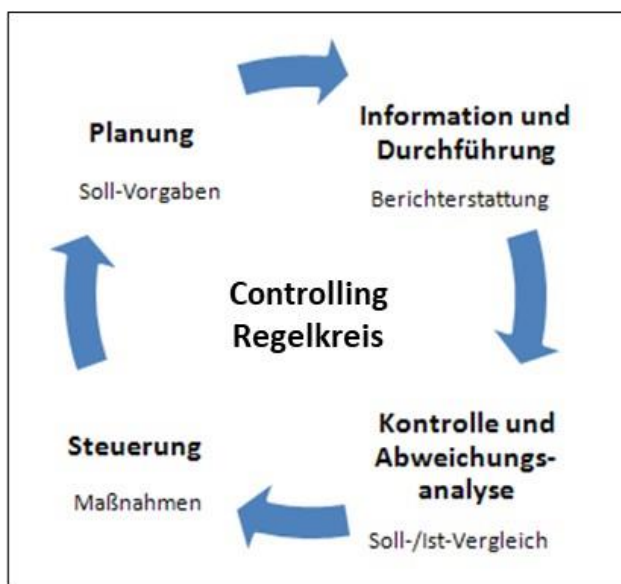 Planung
Soll-Vorgaben
Information und
Durchführung
Berichterstattung
Controlling
Regelkreis
Kontrolle und
Abweichungs-
analyse
Soll-/Ist-Vergleich
Steuerung
Maßnahmen